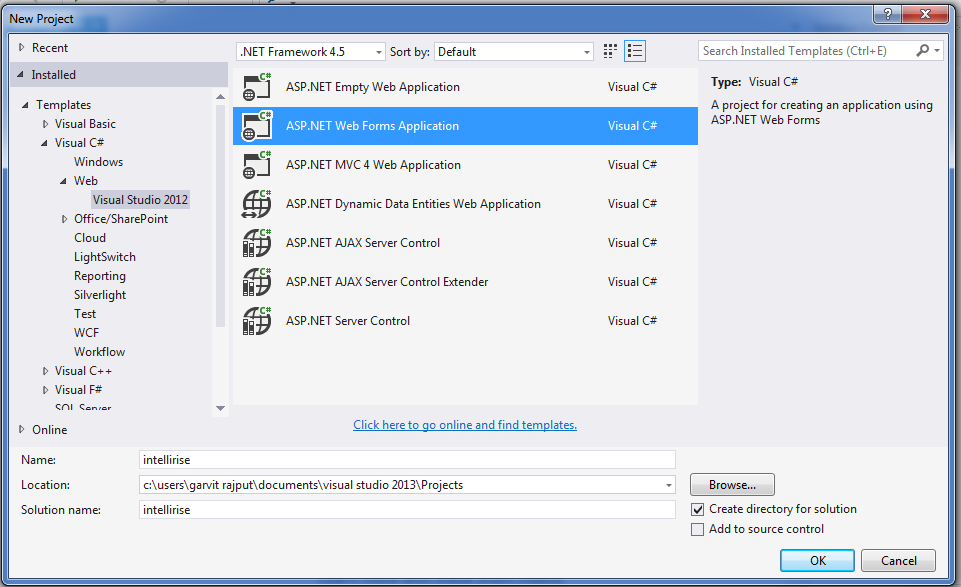 New Project
?
Recent
Installed
Templates
Visual Basic
Visual C#
Windows
Web
Visual Studio 2012
Office/SharePoint
Cloud
LightSwitch
Reporting
Silverlight
Test
WCF
Workflow
Visual C++
Visual F#
SQL Server
Online
.NET Framework 4.5 Sort by: Default
C# ASP.NET Empty Web Application Visual C#
C# ASP.NET Web Forms Application Visual C#
C# ASP.NET MVC 4 Web Application Visual C#
C# ASP.NET Dynamic Data Entities Web Application Visual C#
C# ASP.NET AJAX Server Control Visual C#
C# ASP.NET AJAX Server Control Extender Visual C#
C# ASP.NET Server Control Visual C#
Click here to go online and find templates.
Search Installed Templates (Ctrl+E)
Type: Visual C#
A project for creating an application using
ASP.NET Web Forms
Name: intellirise
Location: c:\users\garvit rajput\documents\visual studio 2013\Projects Browse...
Solution name: intellirise
Create directory for solution
Add to source control
OK Cancel